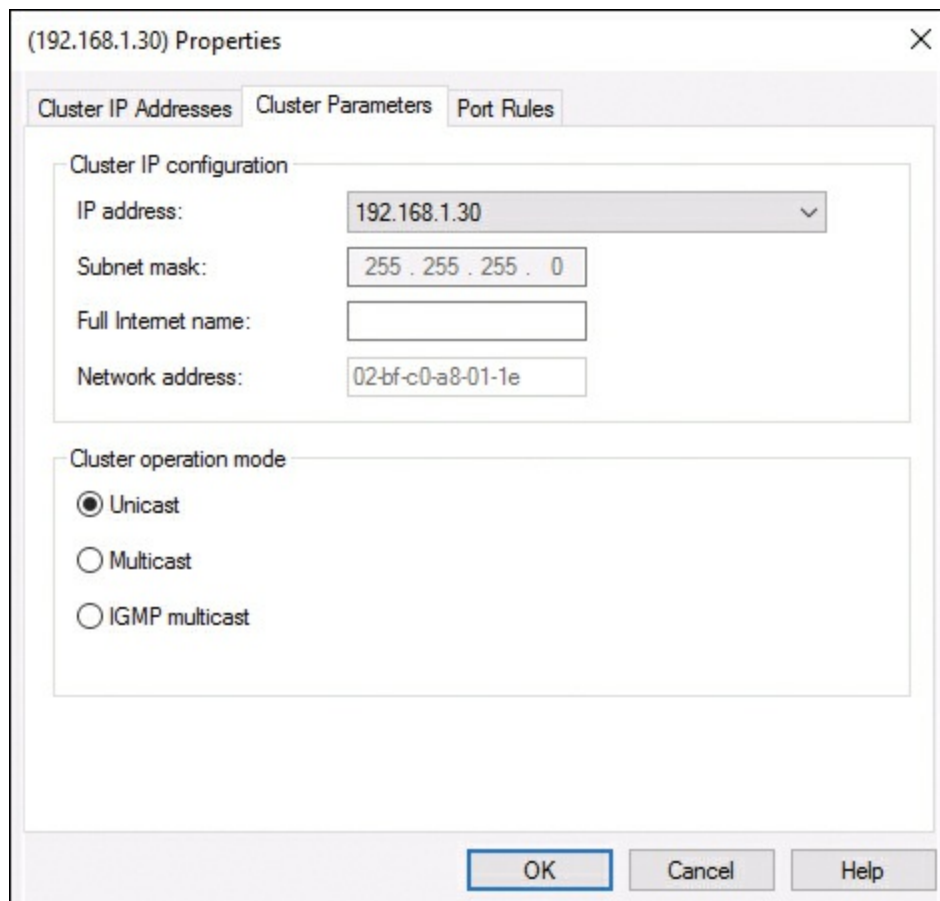 (192.168.1.30) Properties
Cluster IP Addresses Cluster Parameters Port Rules
Cluster IP configuration
IP address: 192.168.1.30
Subnet mask: 255 . 255 . 255 . 0
Full Internet name:
Network address: 02-bf-c0-a8-01-1e
Cluster operation mode
Unicast
Multicast
IGMP multicast
OK Cancel Help